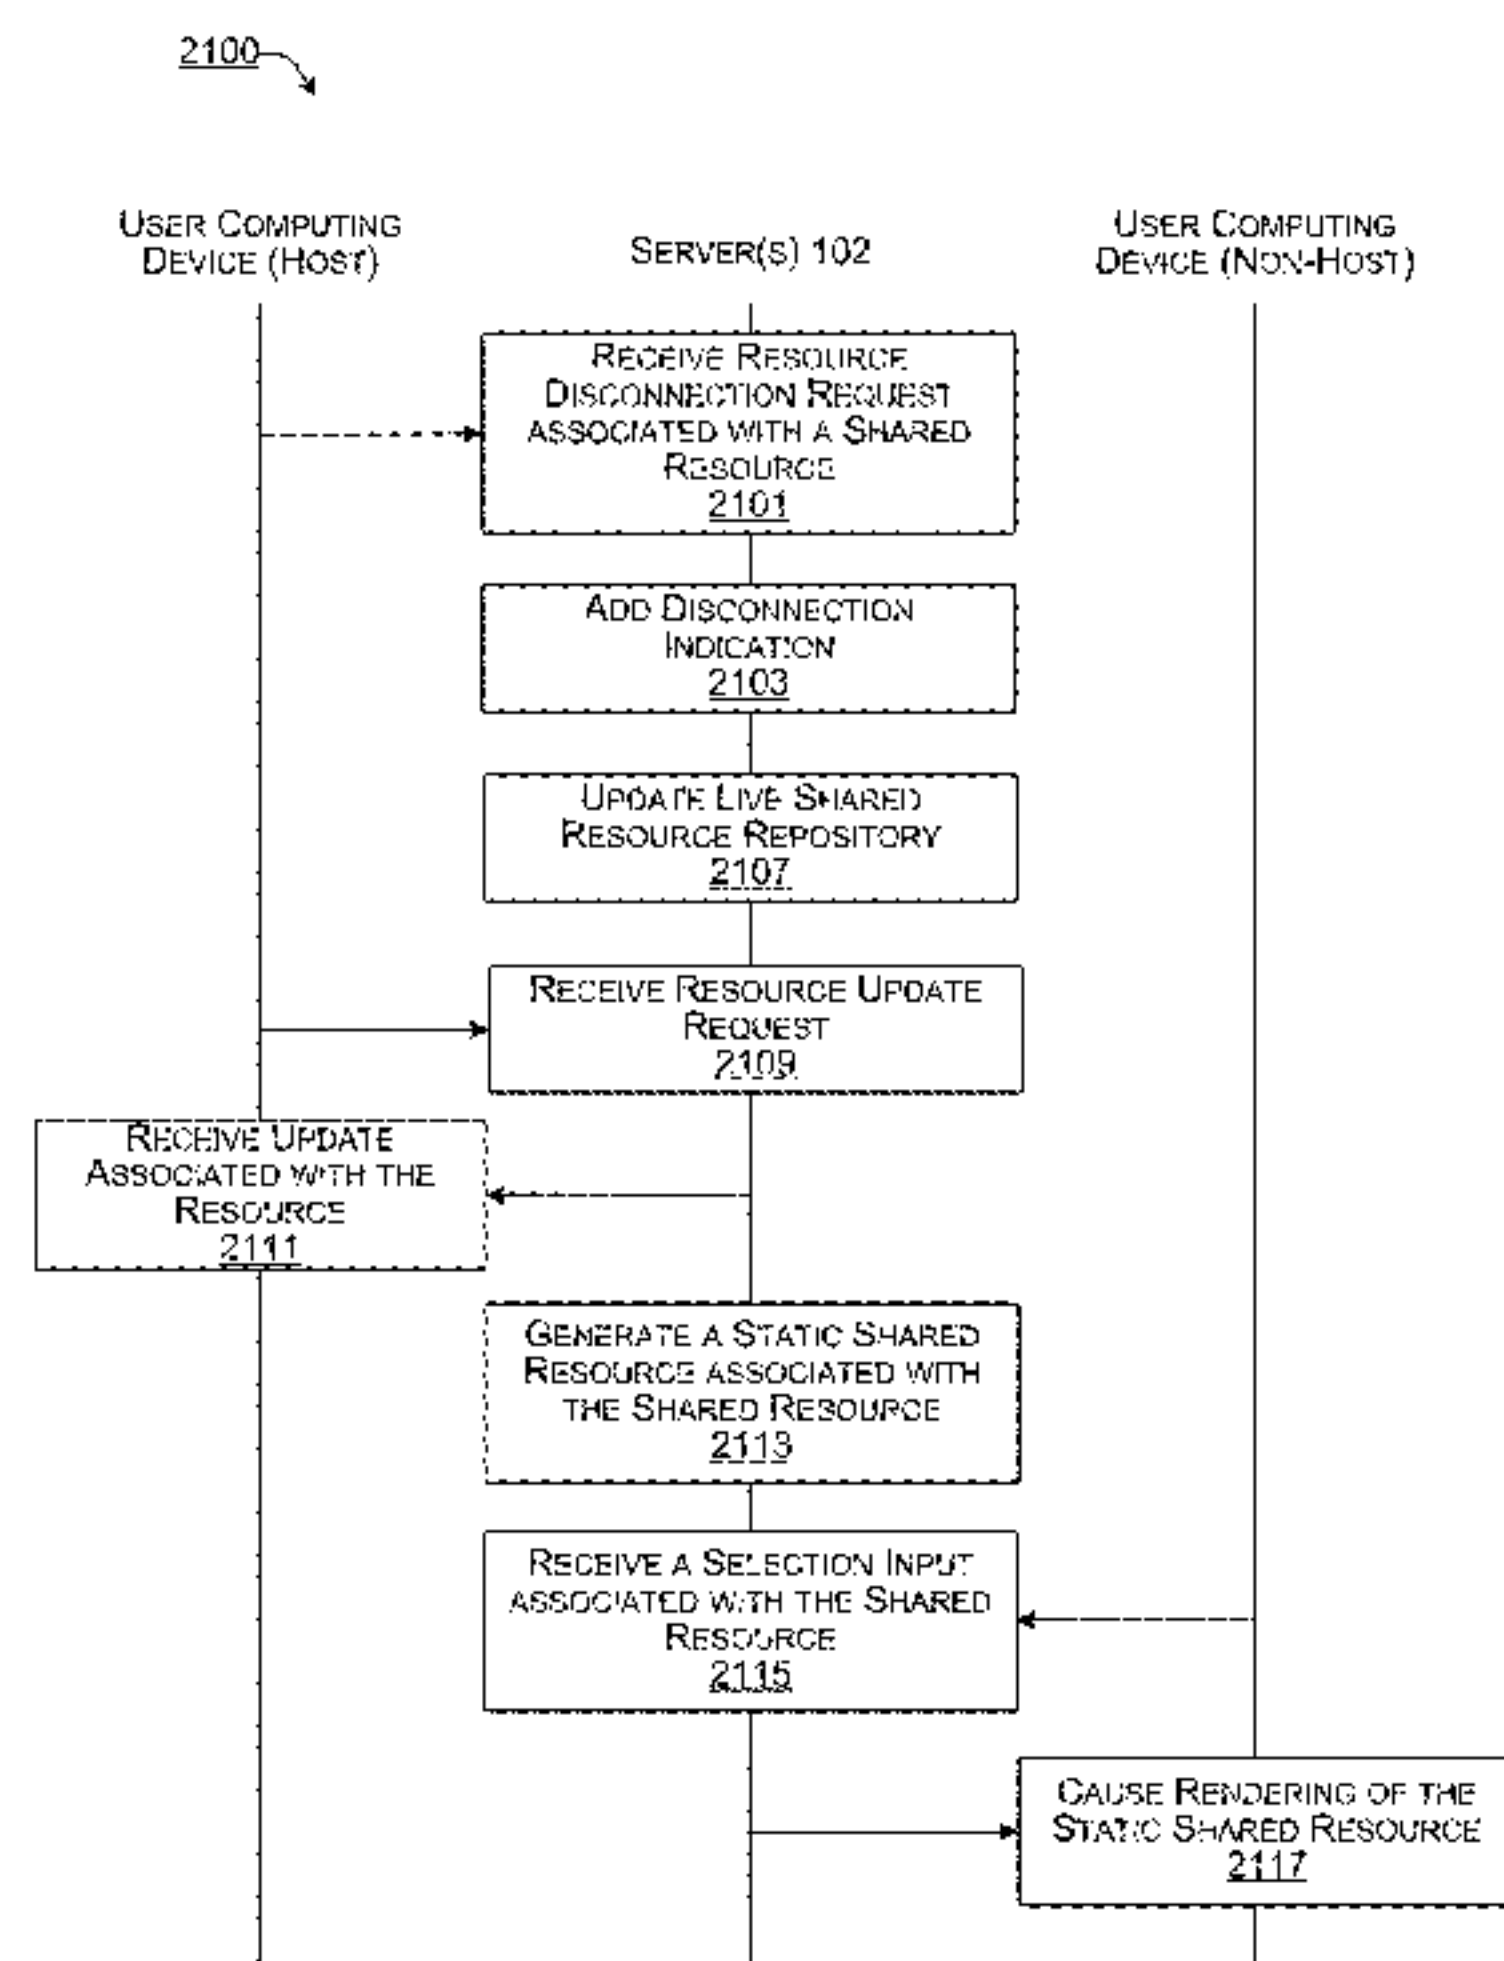 2100
USER COMPUTING
DEVICE (HOST)
SERVER(S) 102
USER COMPUTING
DEVICE (NON-HOST)
RECEIVE RESOURCE
DISCONNECTION REQUEST
ASSOCIATED WITH A SHARED
RESOURCE
2101
ADD DISCONNECTION
INDICATION
2103
UPDATE LIVE SHARED
RESOURCE REPOSITORY
2107
RECEIVE RESOURCE UPDATE
REQUEST
2109
RECEIVE UPDATE
ASSOCIATED WITH THE
RESOURCE
2111
GENERATE A STATIC SHARED
RESOURCE ASSOCIATED WITH
THE SHARED RESOURCE
2113
RECEIVE A SELECTION INPUT
ASSOCIATED WITH THE SHARED
RESOURCE
2115
CAUSE RENDERING OF THE
STATIC SHARED RESOURCE
2117